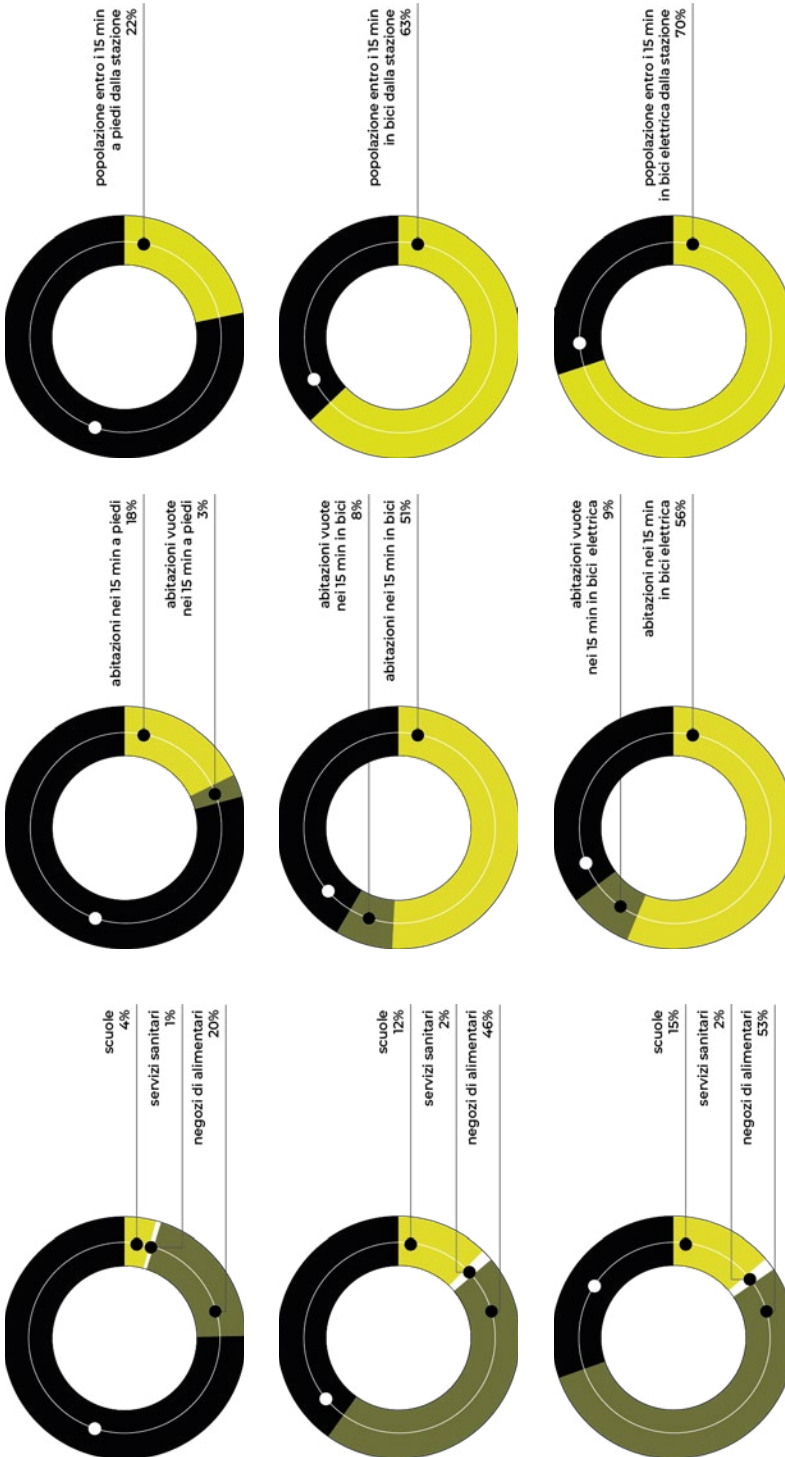 popolazione entro i 15 min
a piedi dalla stazione
22%
popolazione entro i 15 min
in bici dalla stazione
63%
popolazione entro i 15 min
in bici elettrica dalla stazione
70%
abitazioni nei 15 min a piedi
18%
abitazioni vuote
nei 15 min a piedi
3%
abitazioni vuote
nei 15 min in bici
8%
abitazioni nei 15 min in bici
51%
abitazioni vuote
nei 15 min in bici elettrica
9%
abitazioni nei 15 min
in bici elettrica
56%
scuole
4%
servizi sanitari
1%
negozi di alimentari
20%
scuole
12%
servizi sanitari
2%
negozi di alimentari
46%
scuole
15%
servizi sanitari
2%
negozi di alimentari
53%